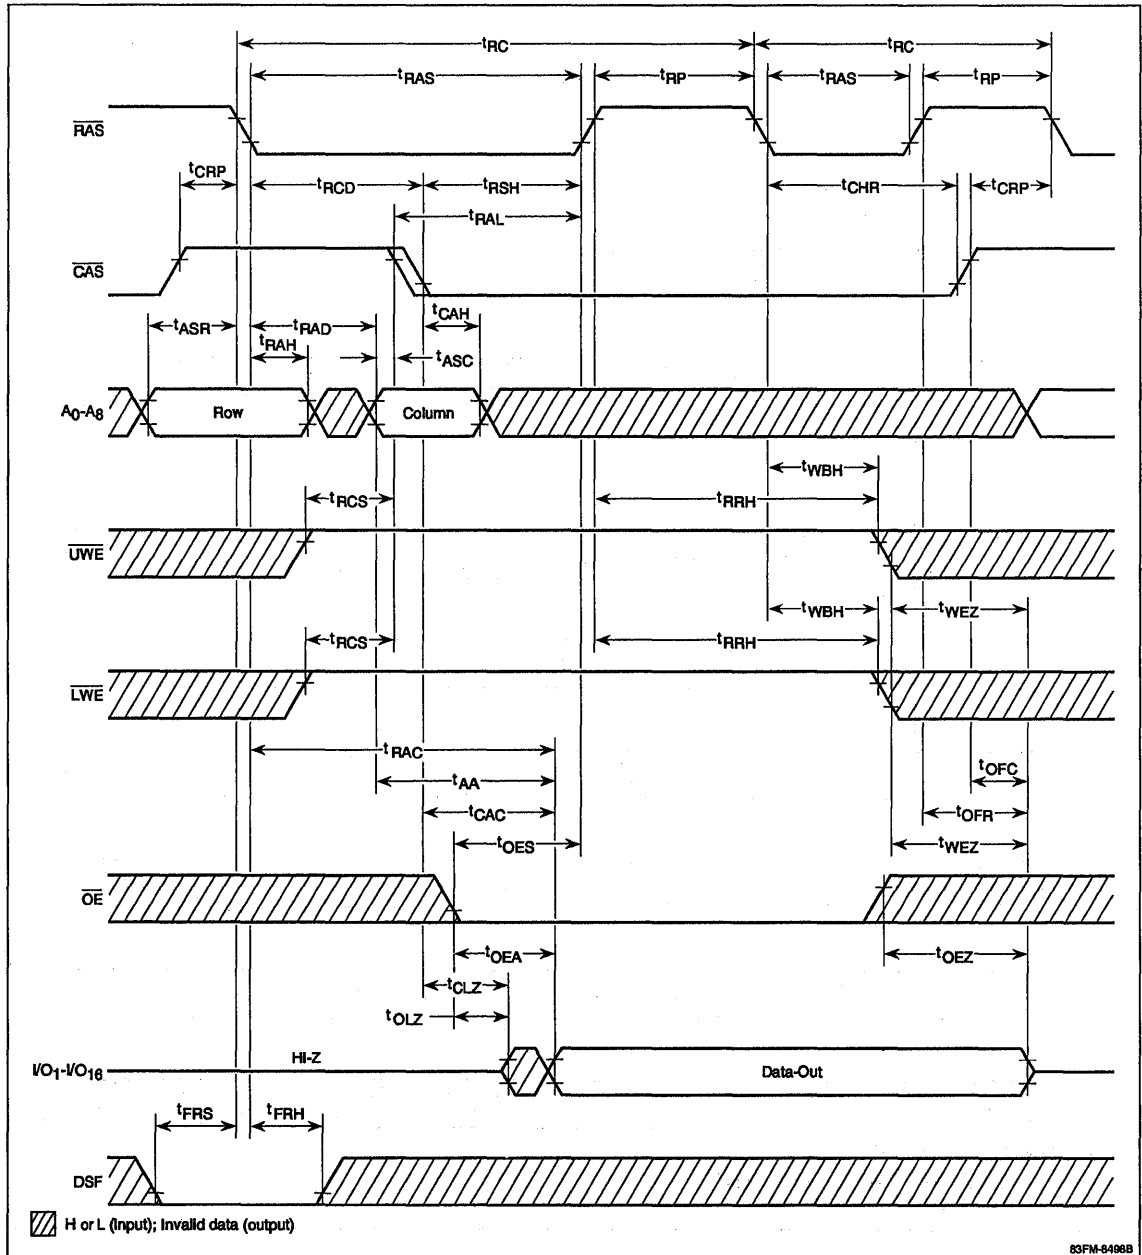 tRC tRC
tRAS tRP tRAS tRP
RAS
tCRP tRCD tRSH tCHR tCRP
tRAL
CAS
tCAH
tASR tRAD
tRAH tASC
A0-A8 Row Column
tWBH
tRCS tRRH
UWE
tWBH tWEZ
tRCS tRRH
LWE
tRAC
tOFC
tAA
tCAC tOFR
tOES tWEZ
OE
tOEA tOEZ
tCLZ
tOLZ
I/O1-I/O16 HI-Z Data-Out
tFRS tFRH
DSF
H or L (Input); Invalid data (output)
83FM-8498B